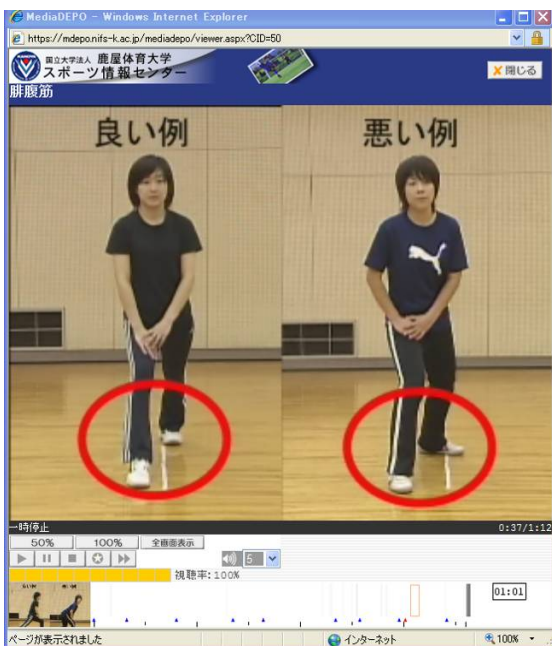 MediaDEPO - Windows Internet Explorer
https://mdepo.nifs-k.ac.jp/mediadepo/viewer.aspx?CID=50
国立大学法人 鹿屋体育大学
スポーツ情報センター
閉じる
腓腹筋
良い例
悪い例
一時停止
0:37/1:12
50%
100%
全画面表示
5
視聴率:100%
01:01
ページが表示されました
インターネット
100%